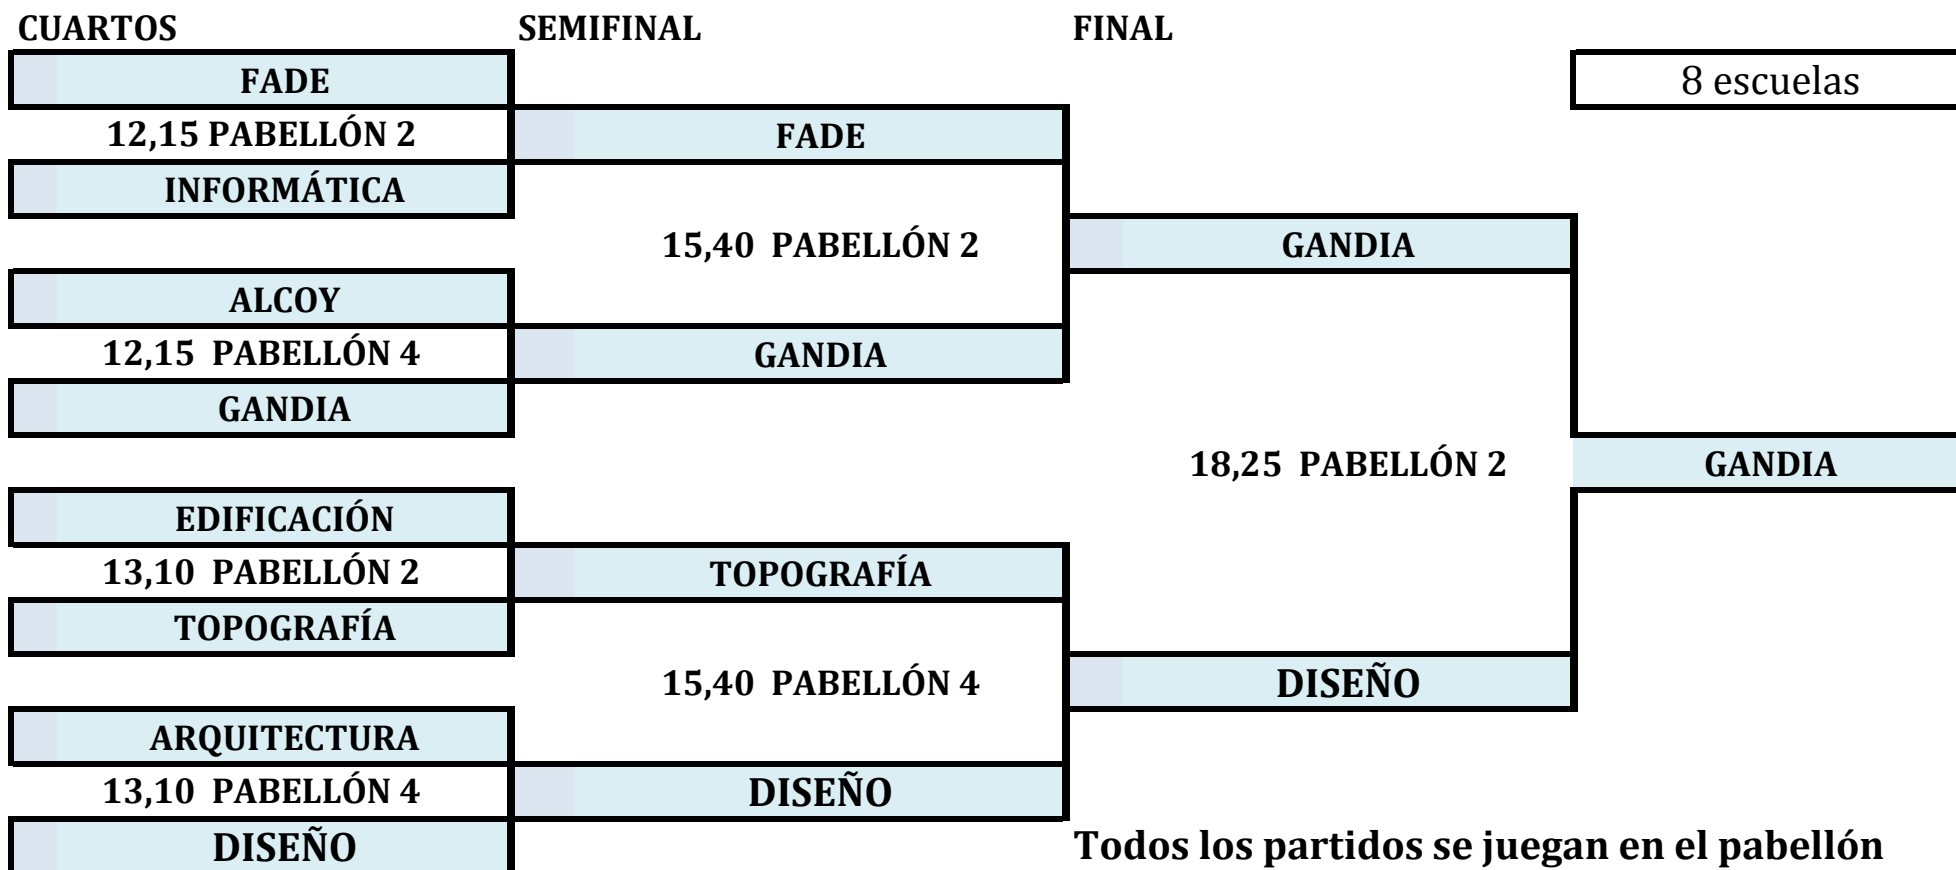 CUARTOS SEMIFINAL FINAL
FADE 8 escuelas
12,15 PABELLÓN 2 FADE
INFORMÁTICA
15,40 PABELLÓN 2 GANDIA
ALCOY
12,15 PABELLÓN 4 GANDIA
GANDIA
18,25 PABELLÓN 2 GANDIA
EDIFICACIÓN
13,10 PABELLÓN 2 TOPOGRAFÍA
TOPOGRAFÍA
15,40 PABELLÓN 4 DISEÑO
ARQUITECTURA
13,10 PABELLÓN 4 DISEÑO
DISEÑO Todos los partidos se juegan en el pabellón